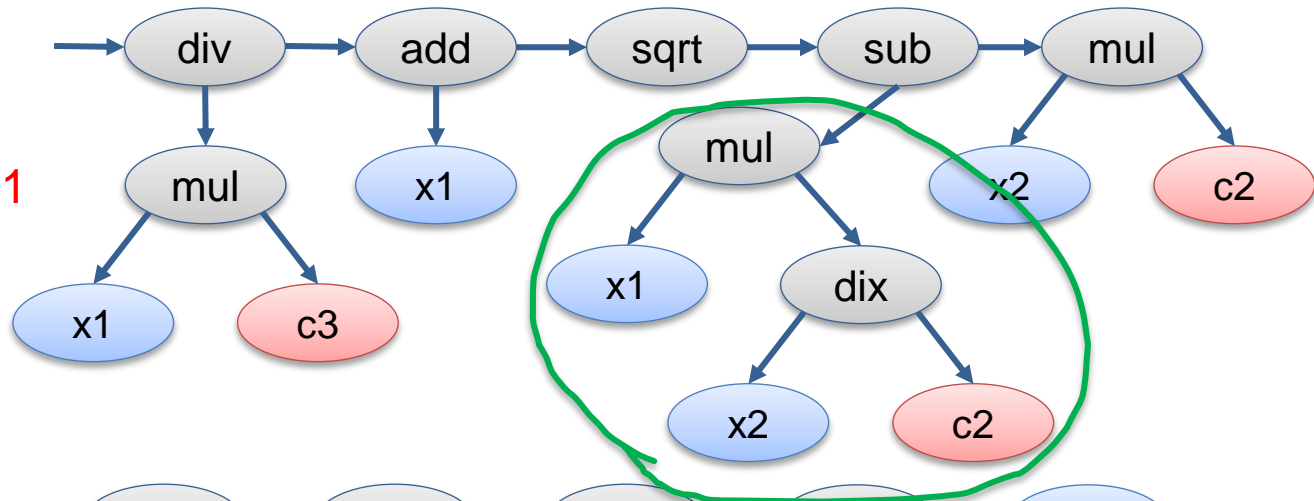 div add sqrt sub mul
mul
1 mul x1 x2 c2
x1 dix
x1 c3
x2 c2